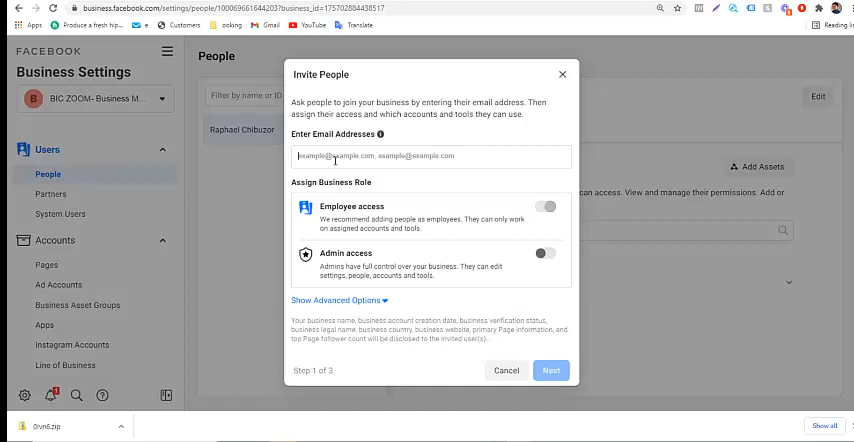 business.facebook.com/settings/people/100069661644203?business_id=175702884438517
Apps
Produce a fresh hip...
e
Customers
ooking
Gmail
YouTube
Translate
Reading li
FACEBOOK
Business Settings
B
BIC ZOOM- Business M...
Users
People
Partners
System Users
Accounts
Pages
Ad Accounts
Business Asset Groups
Apps
Instagram Accounts
Line of Business
1
People
Filter by name or ID
Raphael Chibuzor
Edit
Add Assets
can access. View and manage their permissions. Add or
Invite People
Ask people to join your business by entering their email address. Then
assign their access and which accounts and tools they can use.
Enter Email Addresses
example@example.com, example@example.com
Assign Business Role
Employee access
We recommend adding people as employees. They can only work
on assigned accounts and tools.
Admin access
Admins have full control over your business. They can edit
settings, people, accounts and tools.
Show Advanced Options
Your business name, business account creation date, business verification status,
business legal name, business country, business website, primary Page information, and
top Page follower count will be disclosed to the invited user(s).
Step 1 of 3
Cancel
Next
0lvn6.zip
Show all